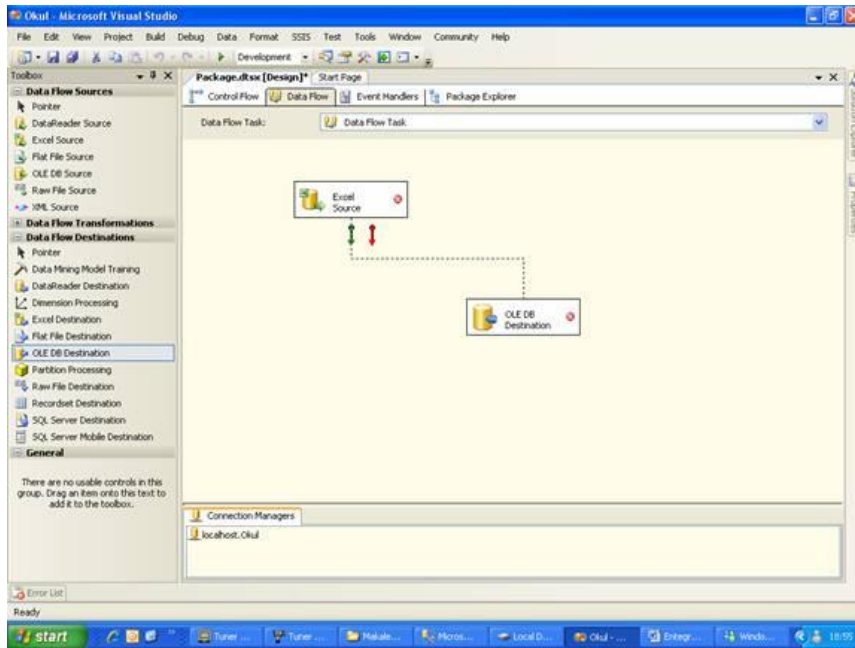 Okul - Microsoft Visual Studio
File Edit View Project Build Debug Data Format SSIS Test Tools Window Community Help
Development
Toolbox
Package.dtsx [Design]* Start Page
Control Flow Data Flow Event Handlers Package Explorer
Data Flow Task: Data Flow Task
Data Flow Sources
Pointer
DataReader Source
Excel Source
Flat File Source
OLE DB Source
Raw File Source
XML Source
Data Flow Transformations
Data Flow Destinations
Pointer
Data Mining Model Training
DataReader Destination
Dimension Processing
Excel Destination
Flat File Destination
OLE DB Destination
Partition Processing
Raw File Destination
Recordset Destination
SQL Server Destination
SQL Server Mobile Destination
General
There are no usable controls in this
group. Drag an item onto this text to
add it to the toolbox.
Excel
Source
OLE DB
Destination
Solution Explorer
Properties
Connection Managers
localhost.Okul
Error List
Ready
start Tuner ... Tuner ... Makale... Micros... Local D... Okul - ... Entegr... Windo... 18:55